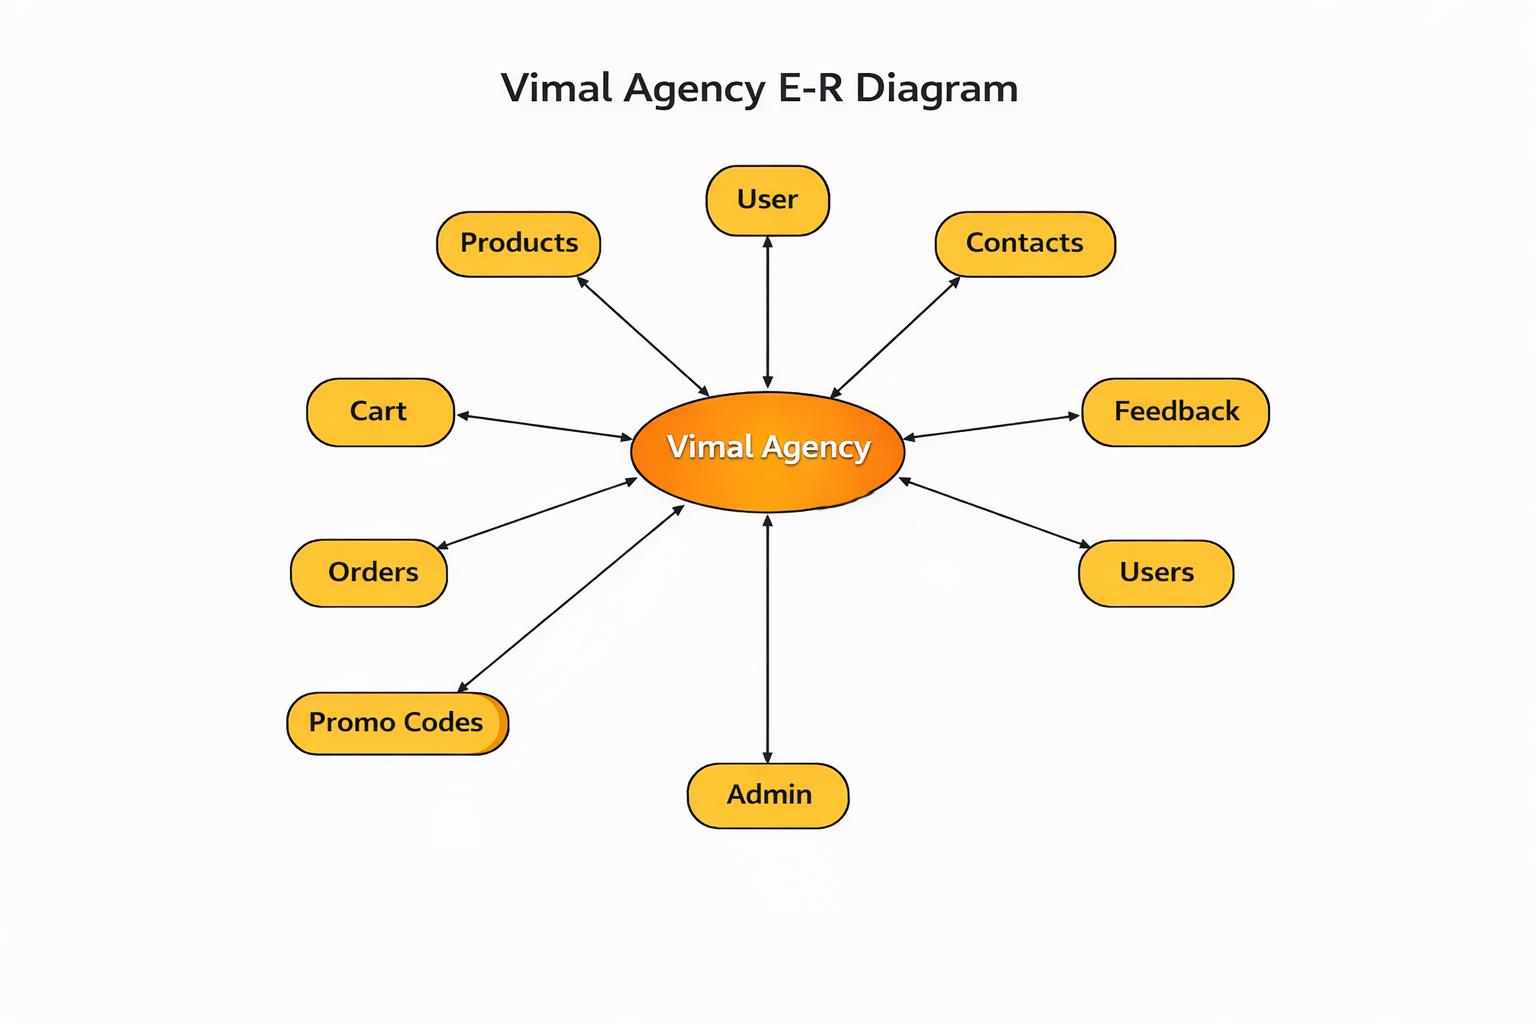 Vimal Agency E-R Diagram
User
Products
Contacts
Cart
Feedback
Vimal Agency
Orders
Users
Promo Codes
Admin